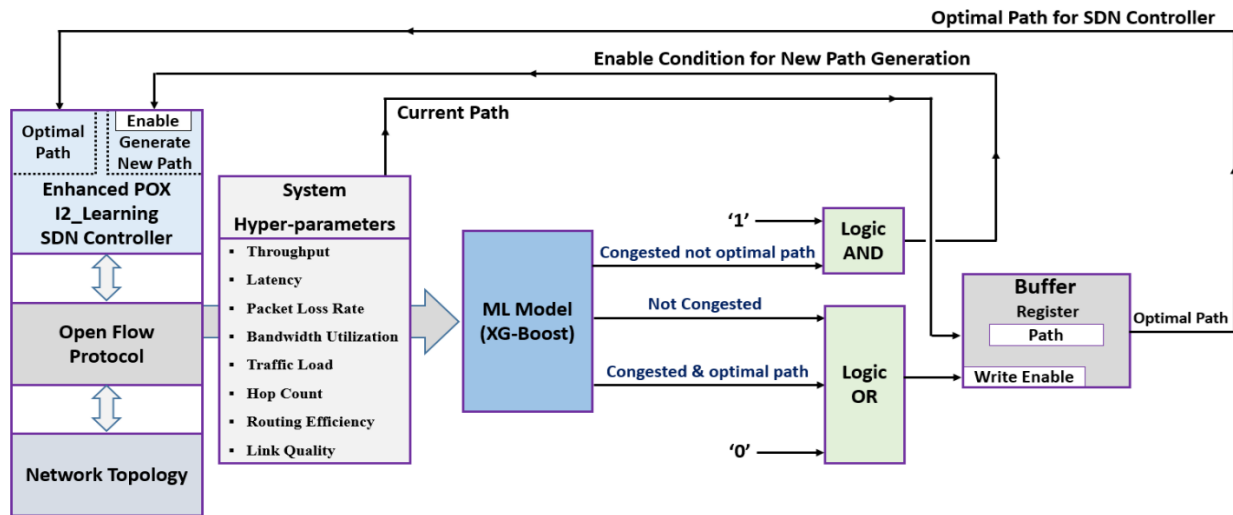 Optimal Path for SDN Controller
Enable Condition for New Path Generation
Current Path
Optimal
Path
Enable
Generate
New Path
Enhanced POX
I2_Learning
SDN Controller
Open Flow
Protocol
Network Topology
System
Hyper-parameters
▪ Throughput
▪ Latency
▪ Packet Loss Rate
▪ Bandwidth Utilization
▪ Traffic Load
▪ Hop Count
▪ Routing Efficiency
▪ Link Quality
ML Model
(XG-Boost)
‘1’
Congested not optimal path
Logic
AND
Not Congested
Congested & optimal path
‘0’
Logic
OR
Buffer
Register
Path
Write Enable
Optimal Path